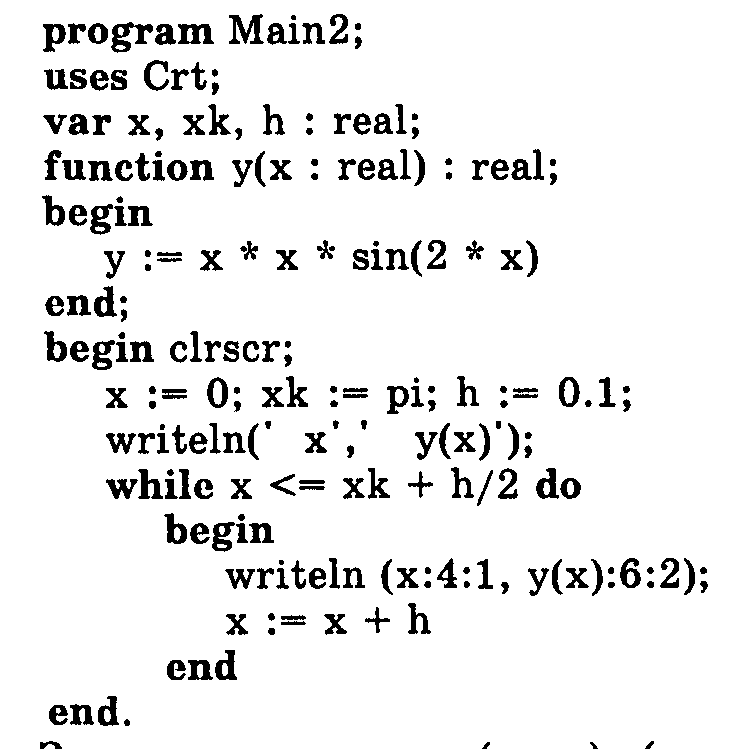 program Main2;
uses Crt;
var x, xk, h : real;
function y(x : real) : real;
begin
y := x * x * sin(2 * x)
end;
begin clrscr;
x := 0; xk := pi; h := 0.1;
writeln(' x',' y(x)');
while x <= xk + h/2 do
begin
writeln (x:4:1, y(x):6:2);
x := x + h
end
end.